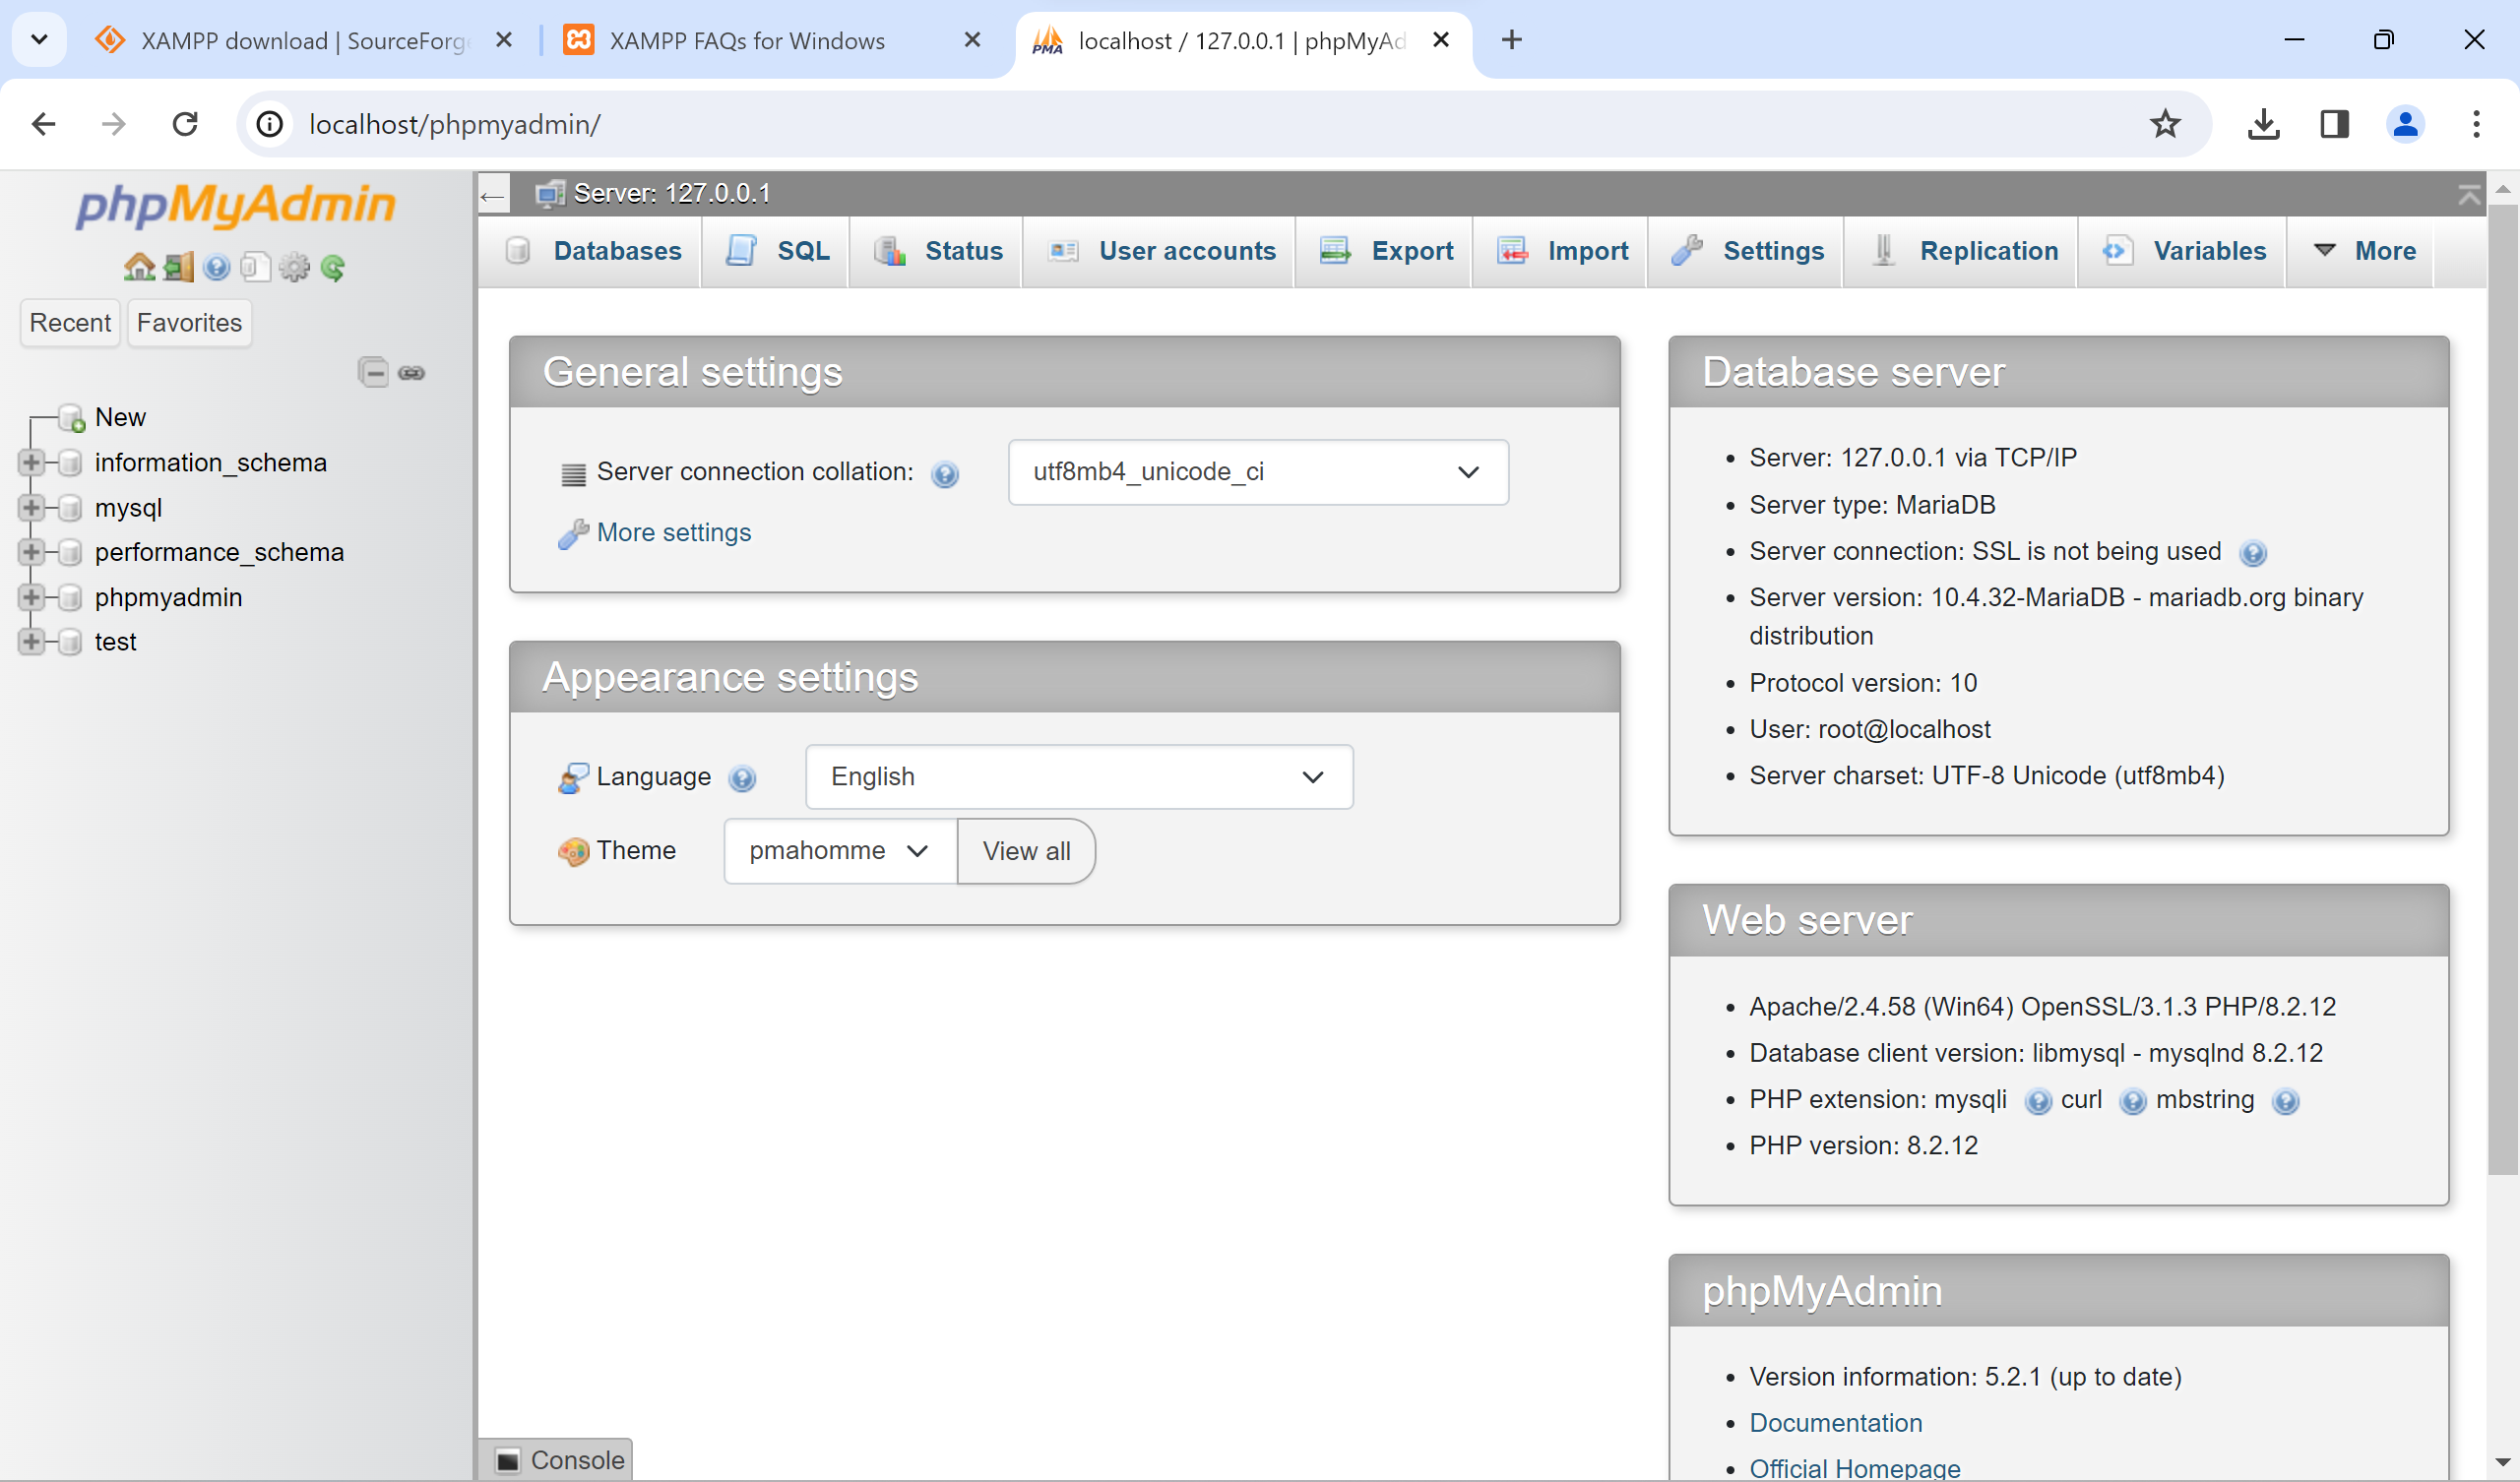 XAMPP download | SourceForge
XAMPP FAQs for Windows
localhost / 127.0.0.1 | phpMyAd
localhost/phpmyadmin/
phpMyAdmin
Recent
Favorites
New
information_schema
mysql
performance_schema
phpmyadmin
test
Server: 127.0.0.1
Databases
SQL
Status
User accounts
Export
Import
Settings
Replication
Variables
More
General settings
Server connection collation:
utf8mb4_unicode_ci
More settings
Appearance settings
Language
English
Theme
pmahomme
View all
Database server
Server: 127.0.0.1 via TCP/IP
Server type: MariaDB
Server connection: SSL is not being used
Server version: 10.4.32-MariaDB - mariadb.org binary
distribution
Protocol version: 10
User: root@localhost
Server charset: UTF-8 Unicode (utf8mb4)
Web server
Apache/2.4.58 (Win64) OpenSSL/3.1.3 PHP/8.2.12
Database client version: libmysql - mysqlnd 8.2.12
PHP extension: mysqli curl mbstring
PHP version: 8.2.12
phpMyAdmin
Version information: 5.2.1 (up to date)
Documentation
Official Homepage
Console